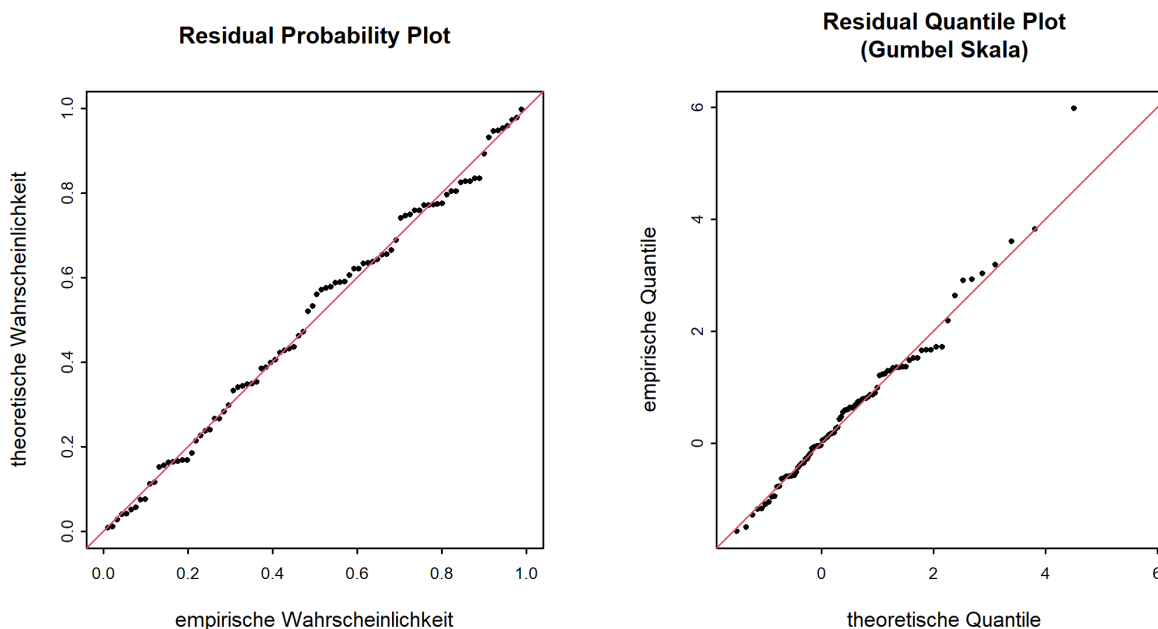 Residual Probability Plot
theoretische Wahrscheinlichkeit
0.0 0.2 0.4 0.6 0.8 1.0
0.0 0.2 0.4 0.6 0.8 1.0
empirische Wahrscheinlichkeit
Residual Quantile Plot
(Gumbel Skala)
empirische Quantile
0 2 4 6
0 2 4 6
theoretische Quantile